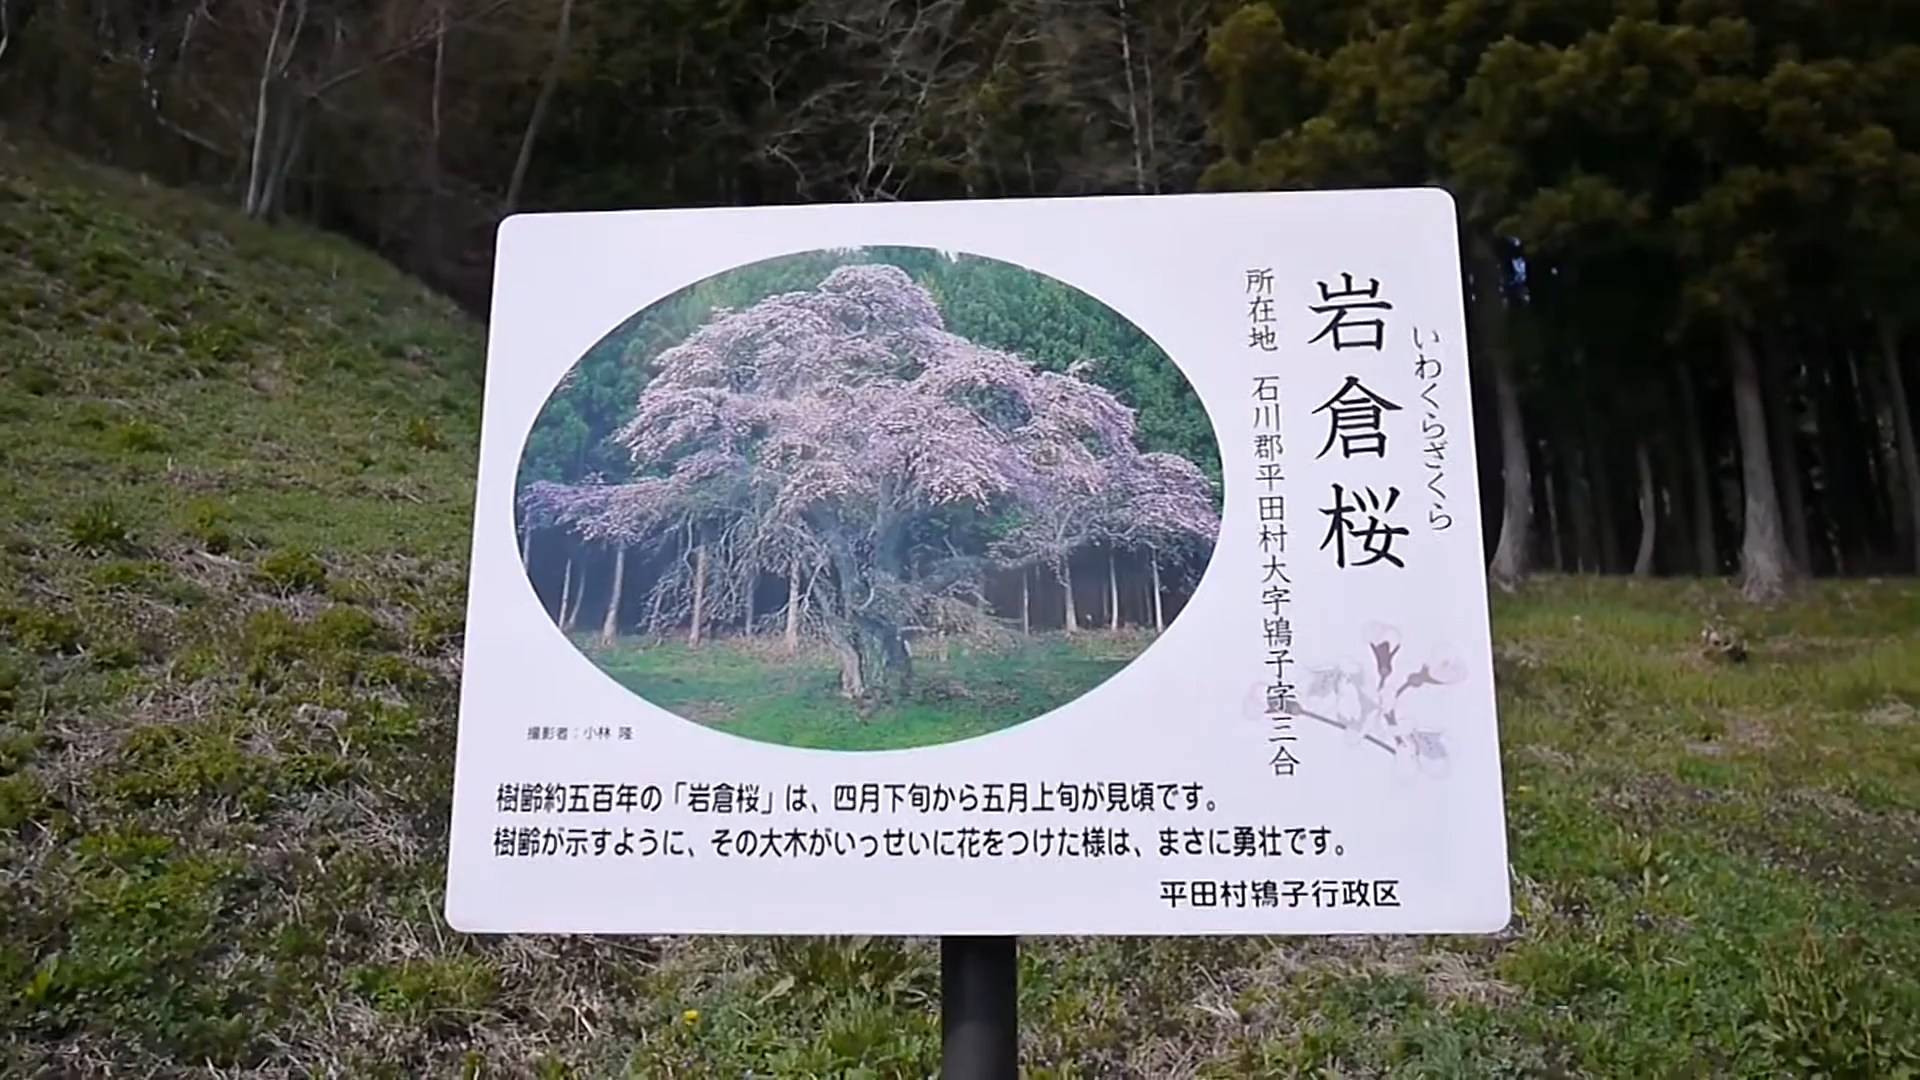 いわくらざくら
岩倉桜
所在地 石川郡平田村大字鴇子字三合
撮影者：小林 隆
樹齢約五百年の「岩倉桜」は、四月下旬から五月上旬が見頃です。
樹齢が示すように、その大木がいっせいに花をつけた様は、まさに勇壮です。
平田村鴇子行政区